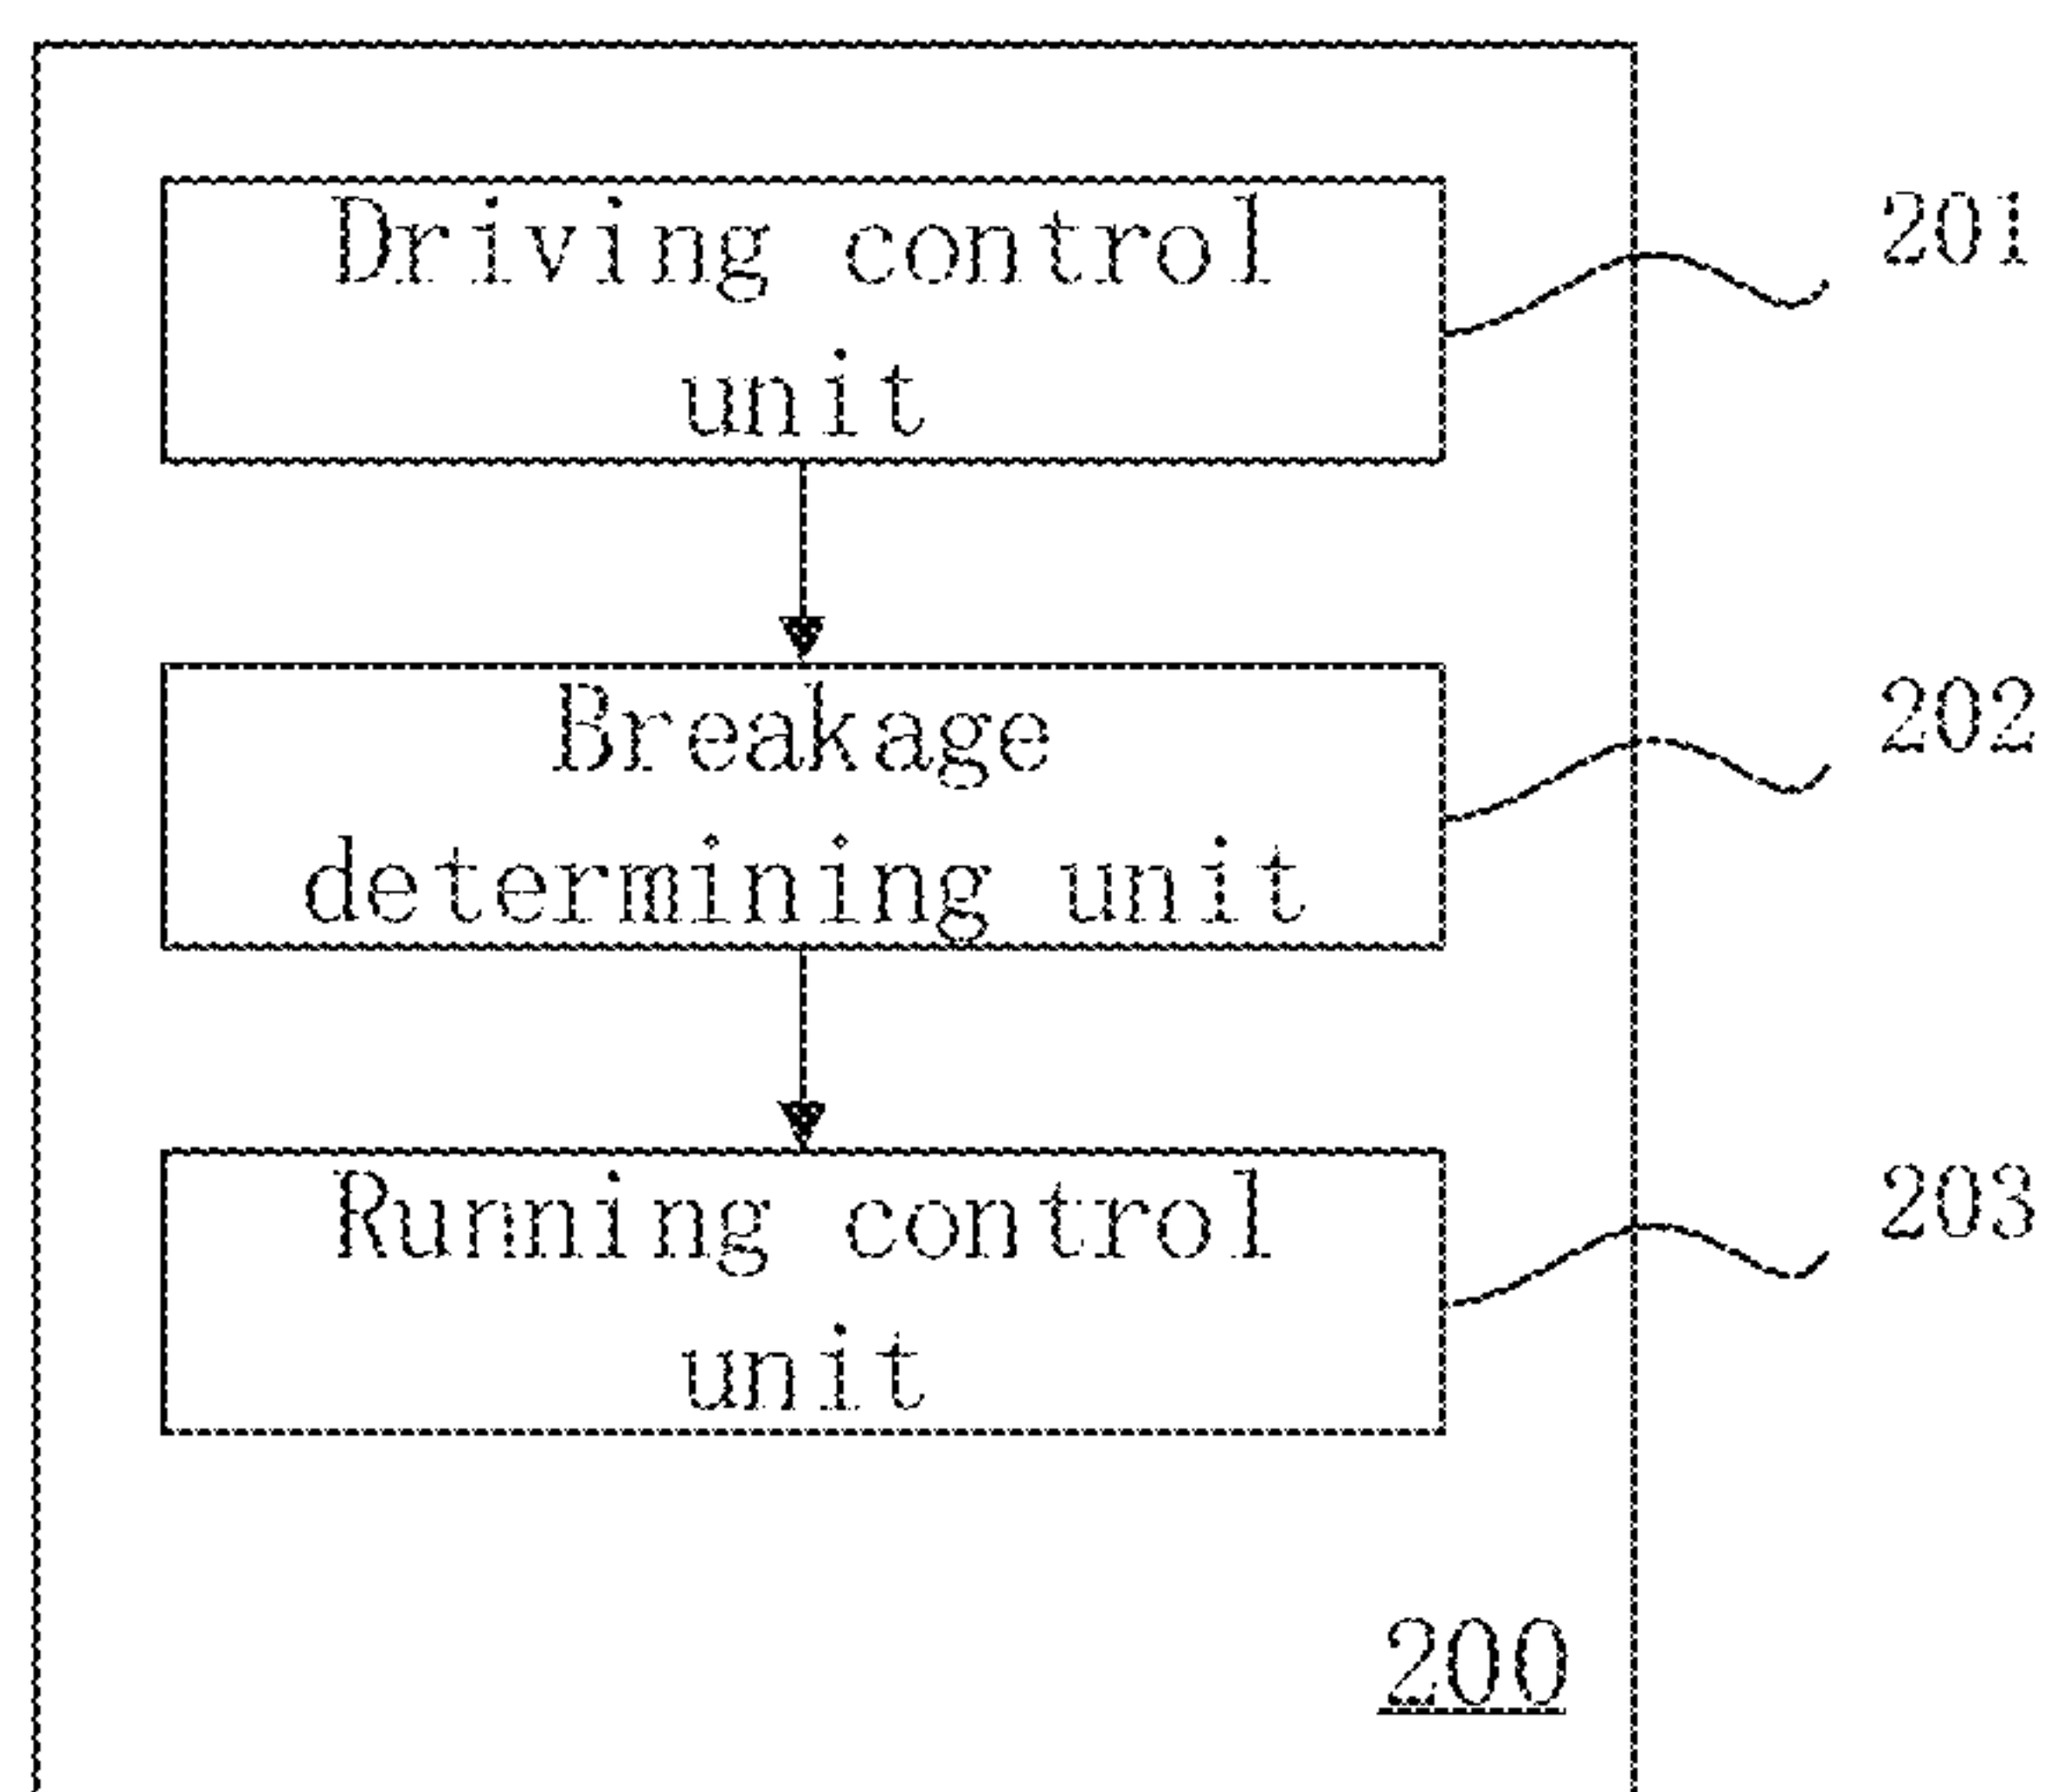 Driving control
unit
201
Breakage
determining unit
202
Running control
unit
203
200